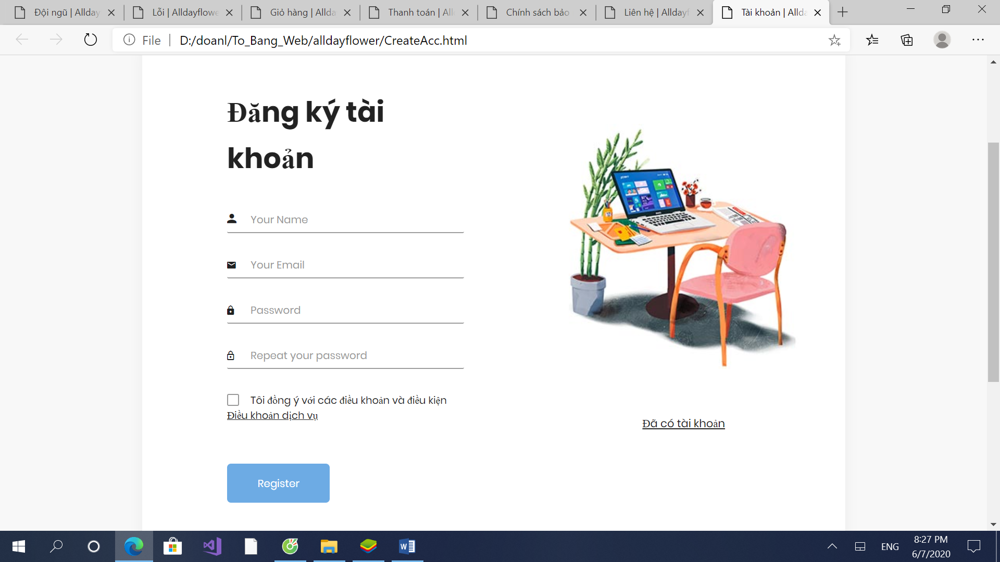 Đội ngũ | Allday
Lỗi | Alldayflowe
Giỏ hàng | Allda
Thanh toán | All
Chính sách bảo
Liên hệ | Alldayf
Tài khoản | Allda
File | D:/doanl/To_Bang_Web/alldayflower/CreateAcc.html
Đăng ký tài
khoản
Your Name
Your Email
Password
Repeat your password
Tôi đồng ý với các điều khoản và điều kiện
Điều khoản dịch vụ
Đã có tài khoản
Register
ENG
8:27 PM
6/7/2020